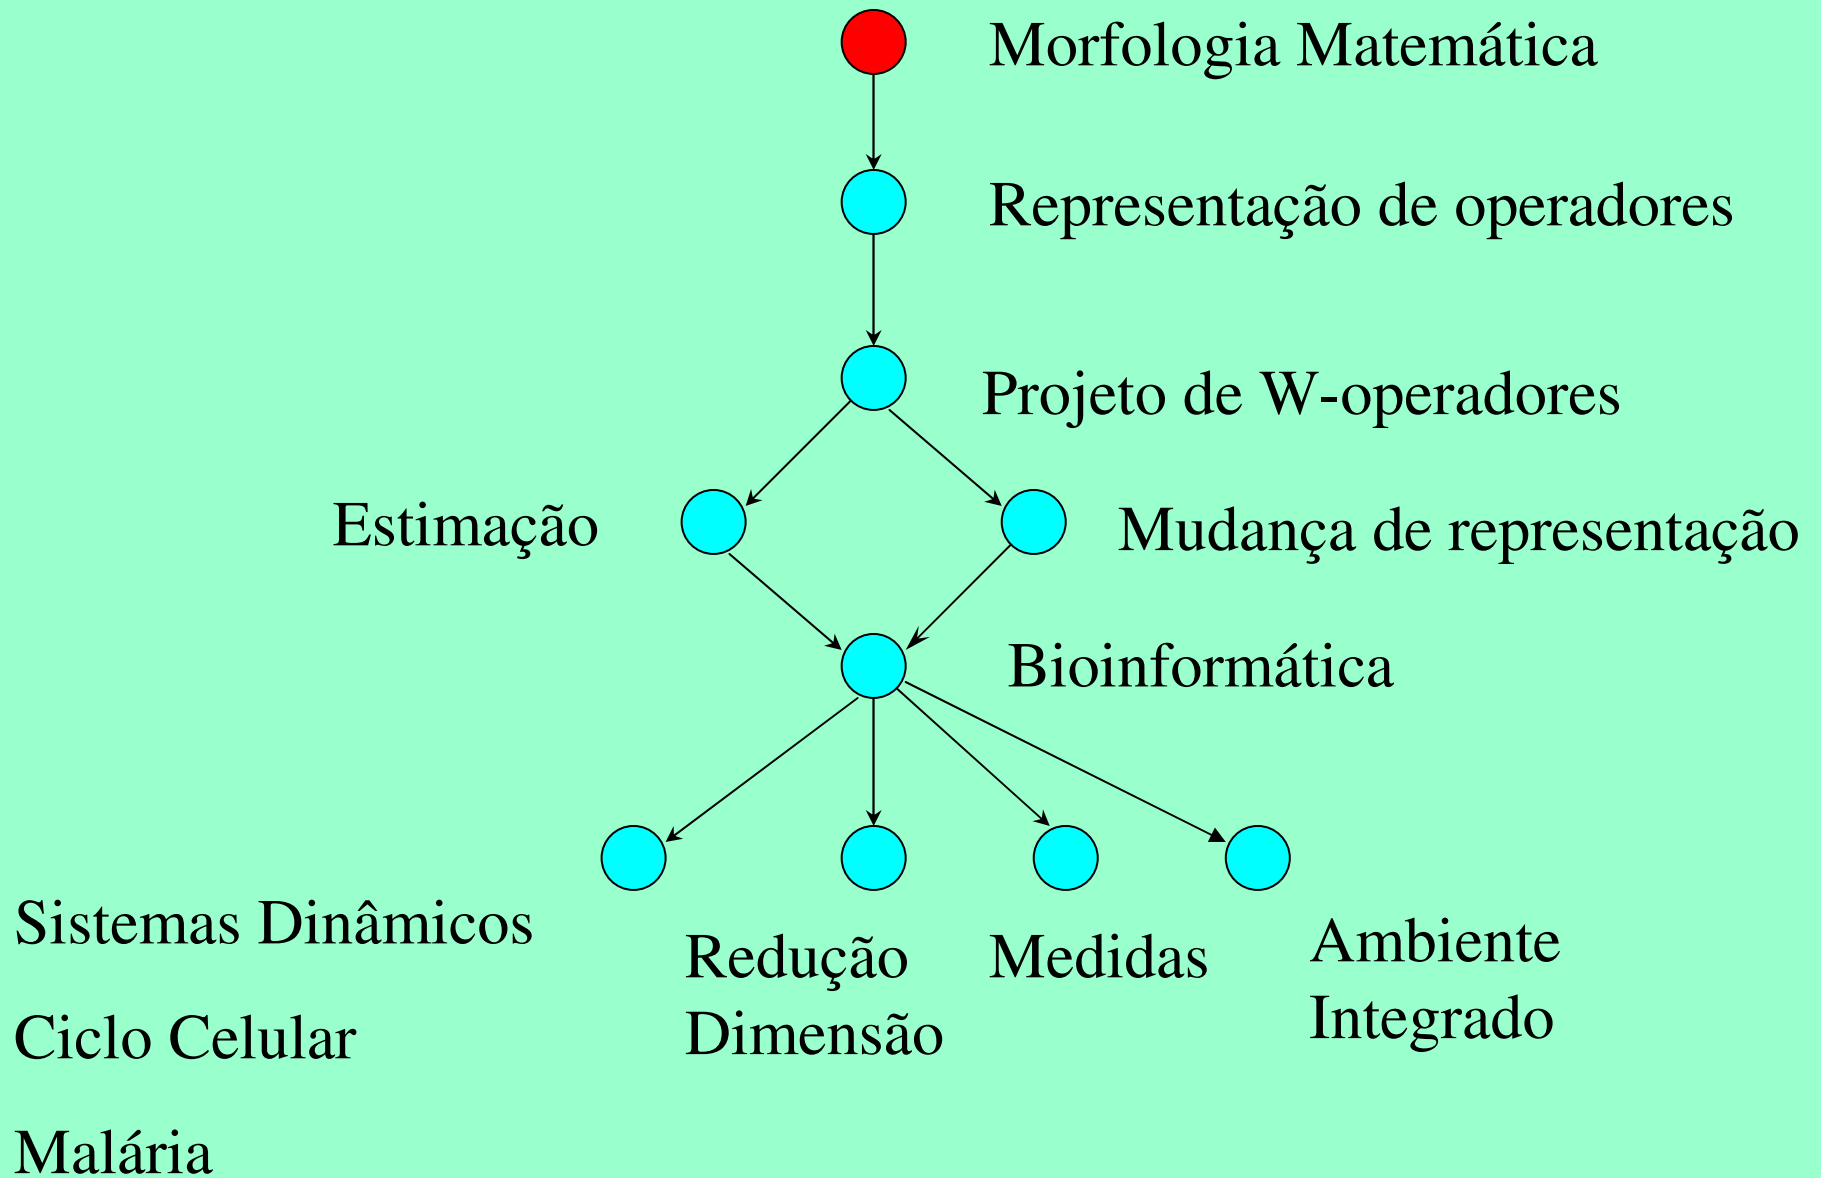 Morfologia Matemática
Representação de operadores
Projeto de W-operadores
Estimação
Mudança de representação
Bioinformática
Sistemas Dinâmicos
Ciclo Celular
Malária
Redução
Dimensão
Medidas
Ambiente
Integrado